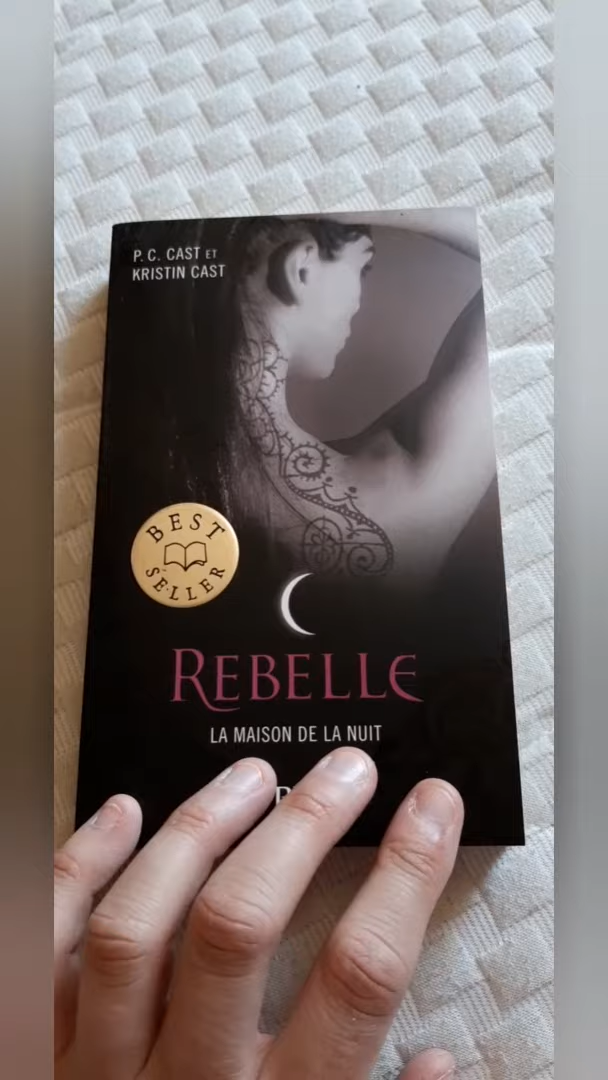 P. C. CAST ET
KRISTIN CAST
BEST
SELLER
REBELLE
LA MAISON DE LA NUIT